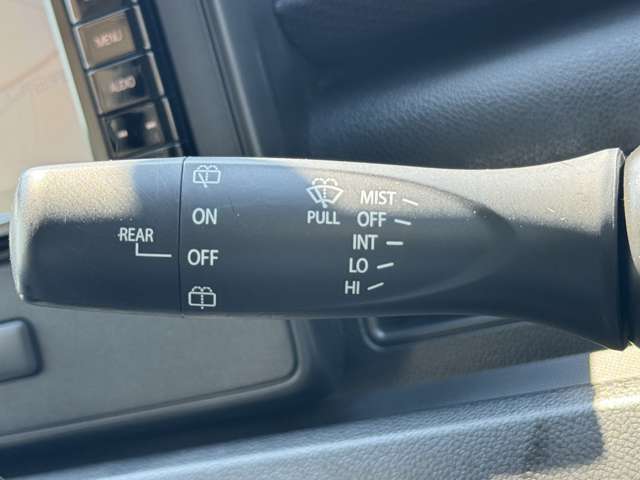 MENU
AUDIO
ON
REAR
OFF
PULL
MIST
OFF
INT
LO
HI